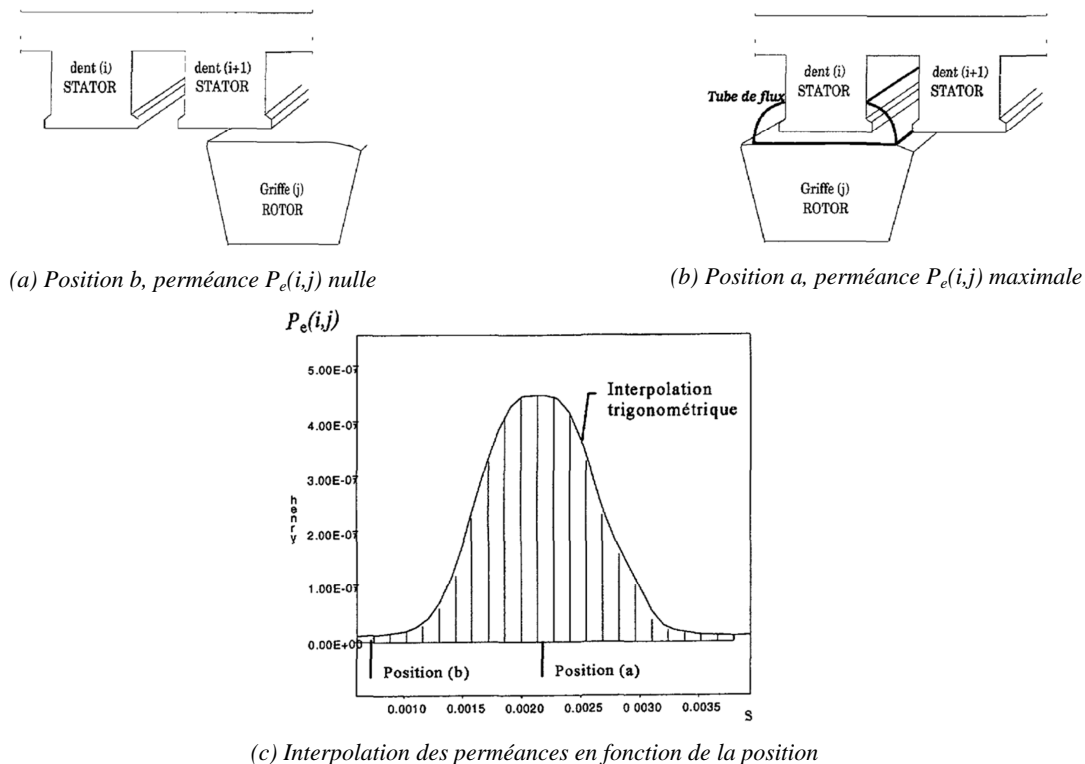 dent (i)
STATOR
dent (i+1)
STATOR
Griffe (j)
ROTOR
(a) Position b, perméance Pe(i,j) nulle
dent (i)
STATOR
dent (i+1)
STATOR
Tube de flux
Griffe (j)
ROTOR
(b) Position a, perméance Pe(i,j) maximale
Pe(i,j)
5.00E-07
4.00E-07
3.00E-07
2.00E-07
1.00E-07
0.00E+00
henry
Interpolation
trigonométrique
Position (b)
Position (a)
0.0010
0.0015
0.0020
0.0025
0 0030
0.0035
S
(c) Interpolation des perméances en fonction de la position